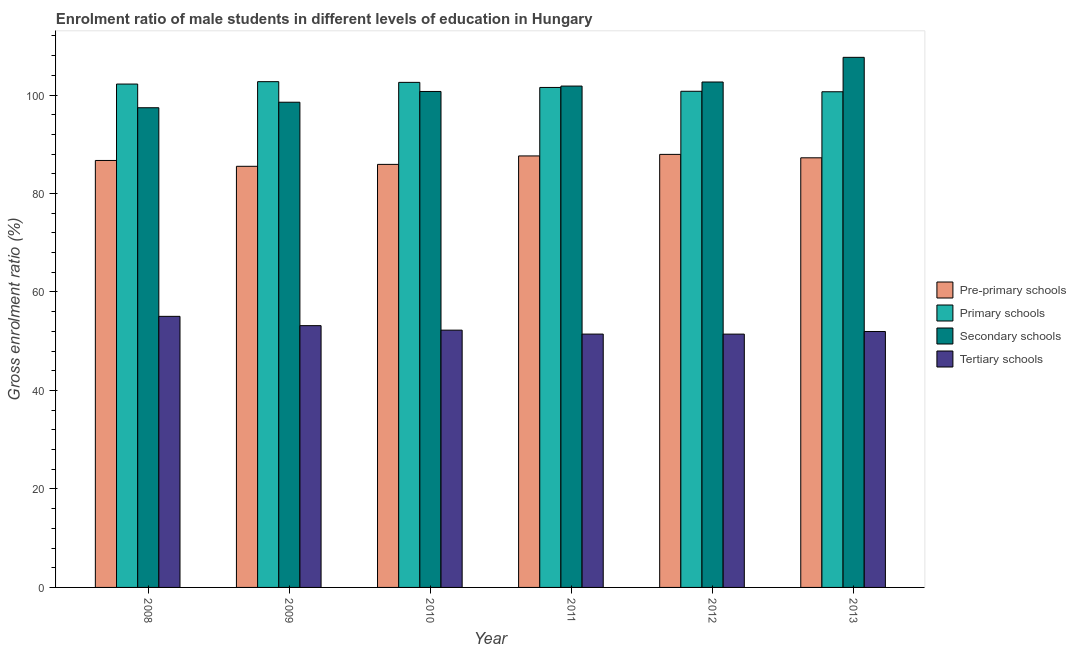 Enrolment ratio of male students in different levels of education in Hungary
Gross enrolment ratio (%)
100
80
60
40
20
0
2008
2009
2010
2011
2012
2013
Year
Pre-primary schools
Primary schools
Secondary schools
Tertiary schools